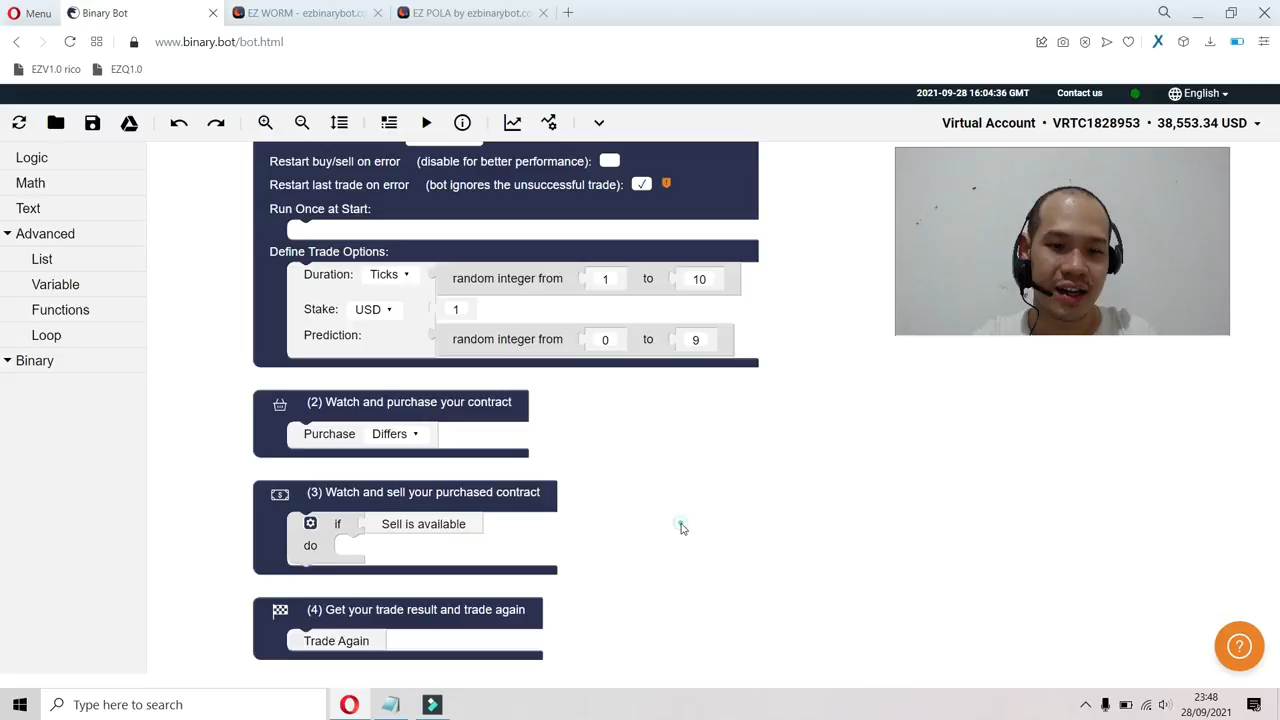 Menu
Binary Bot
EZ WORM - ezbinarybot.co
EZ POLA by ezbinarybot.co
www.binary.bot/bot.html
EZV1.0 rico
EZQ1.0
2021-09-28 16:04:36 GMT
Contact us
English
Virtual Account • VRTC1828953 • 38,553.34 USD
Logic
Math
Text
Advanced
List
Variable
Functions
Loop
Binary
Restart buy/sell on error (disable for better performance):
Restart last trade on error (bot ignores the unsuccessful trade): ✓
Run Once at Start:
Define Trade Options:
Duration: Ticks random integer from 1 to 10
Stake: USD 1
Prediction: random integer from 0 to 9
(2) Watch and purchase your contract
Purchase Differs
(3) Watch and sell your purchased contract
if Sell is available
do
(4) Get your trade result and trade again
Trade Again
Type here to search
23:48
28/09/2021